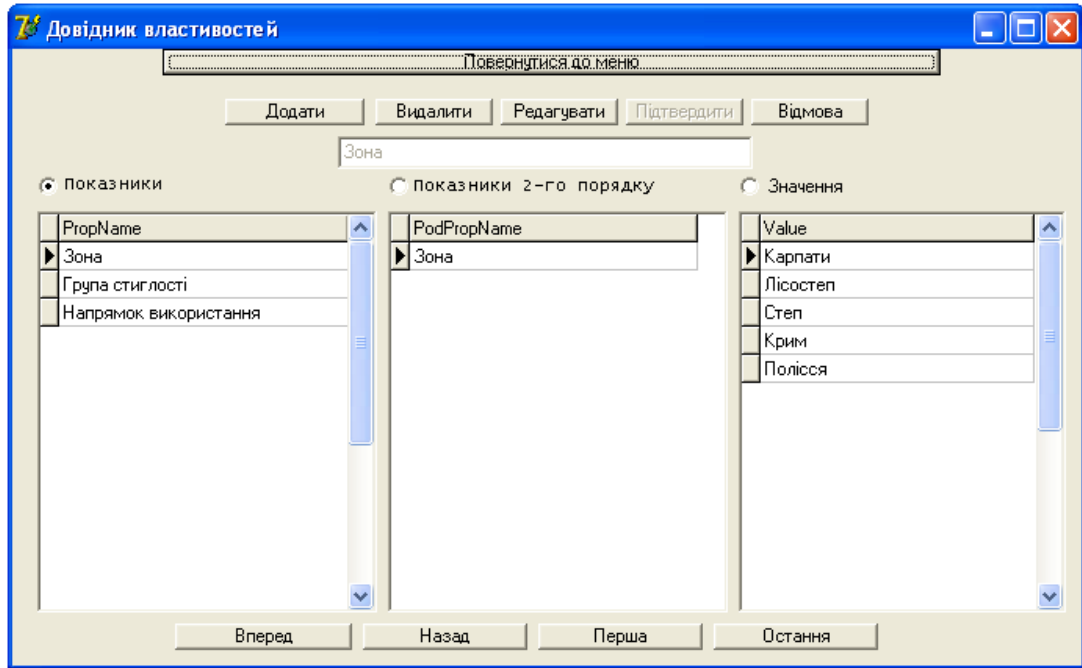 Довідник властивостей
Повернутися до меню
Додати Видалити Редагувати Підтвердити Відмова
Зона
Показники Показники 2-го порядку Значення
PropName PodPropName Value
Зона Зона Карпати
Група стиглості Лісостеп
Напрямок використання Степ
Крим
Полісся
Вперед Назад Перша Остання